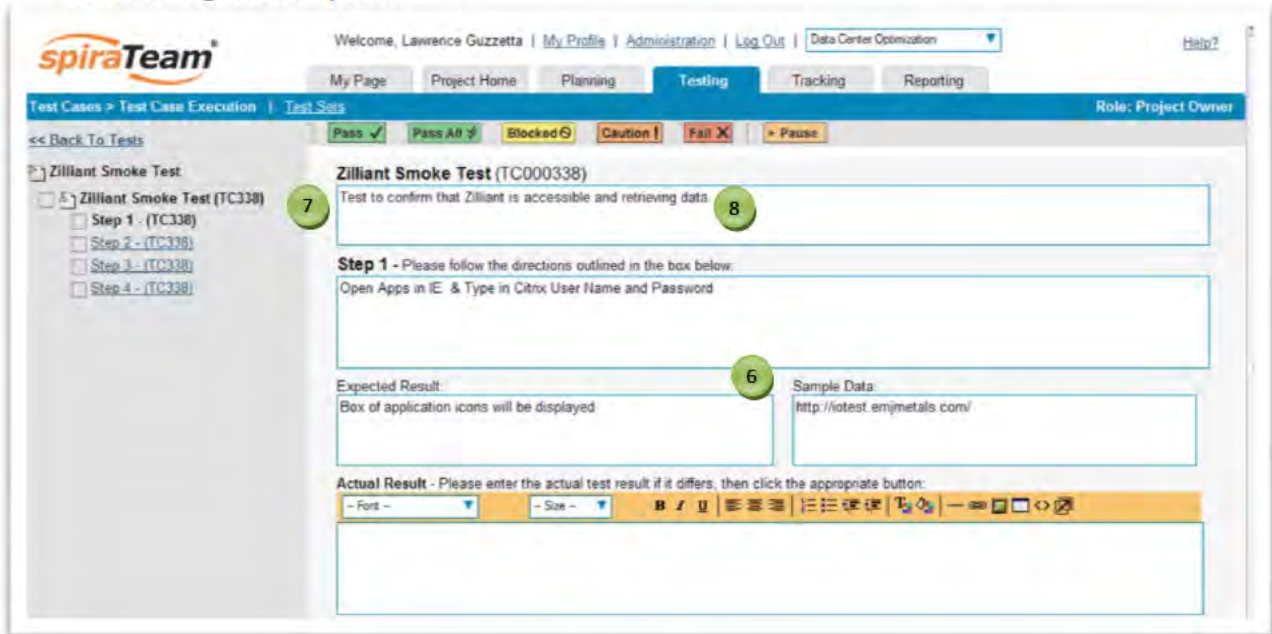 spiraTeam
Welcome, Lawrence Guzzetta | My Profile | Administration | Log Out | Data Center Optimization Help?
My Page Project Home Planning Testing Tracking Reporting
Test Cases > Test Case Execution | Test Sets Role: Project Owner
<< Back To Tests
Pass Pass All Blocked Caution ! Fail X Pause
Zilliant Smoke Test
Zilliant Smoke Test (TC338)
Step 1 - (TC338)
Step 2 - (TC338)
Step 3 - (TC338)
Step 4 - (TC338)
Zilliant Smoke Test (TC000338)
7
Test to confirm that Zilliant is accessible and retrieving data.
8
Step 1 - Please follow the directions outlined in the box below:
Open Apps in IE & Type in Citrix User Name and Password
6
Expected Result: Sample Data:
Box of application icons will be displayed http://iotest.emjmetals.com/
Actual Result - Please enter the actual test result if it differs, then click the appropriate button:
-- Font -- -- Size -- B I U